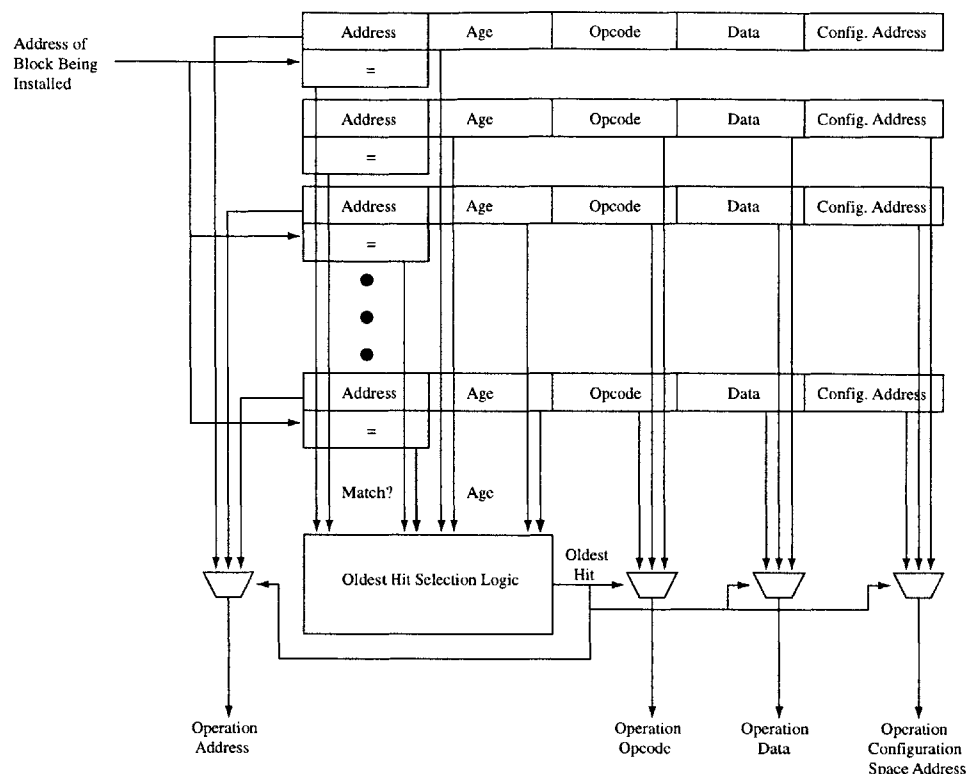 Address of
Block Being
Installed
Address Age Opcode Data Config. Address
=
Address Age Opcode Data Config. Address
=
Address Age Opcode Data Config. Address
=
Address Age Opcode Data Config. Address
=
Match? Age
Oldest Hit Selection Logic
Oldest
Hit
Operation
Address
Operation
Opcode
Operation
Data
Operation
Configuration
Space Address